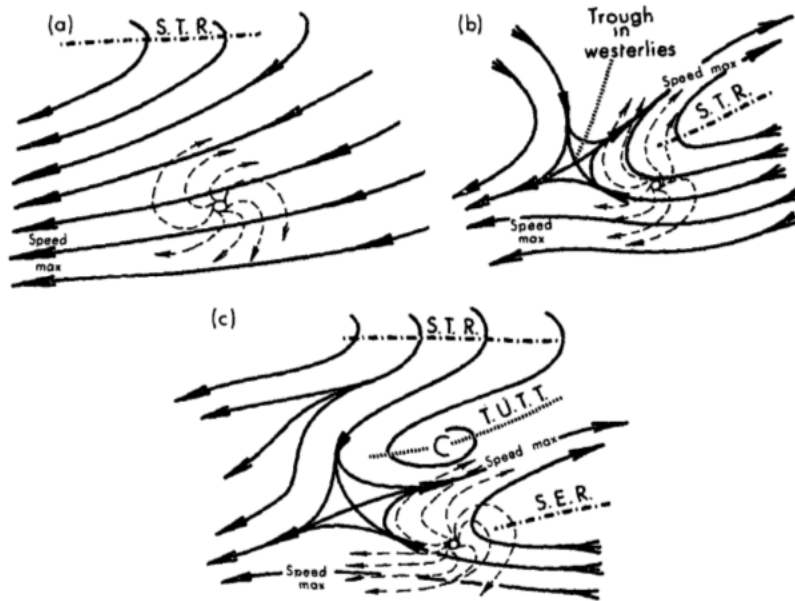 (a)
S.T.R.
Speed
max
(b)
Trough
in
westerlies
Speed max
S.T.R.
Speed
max
(c)
S.T.R.
T.U.T.T.
C
Speed
max
S.E.R.
Speed
max